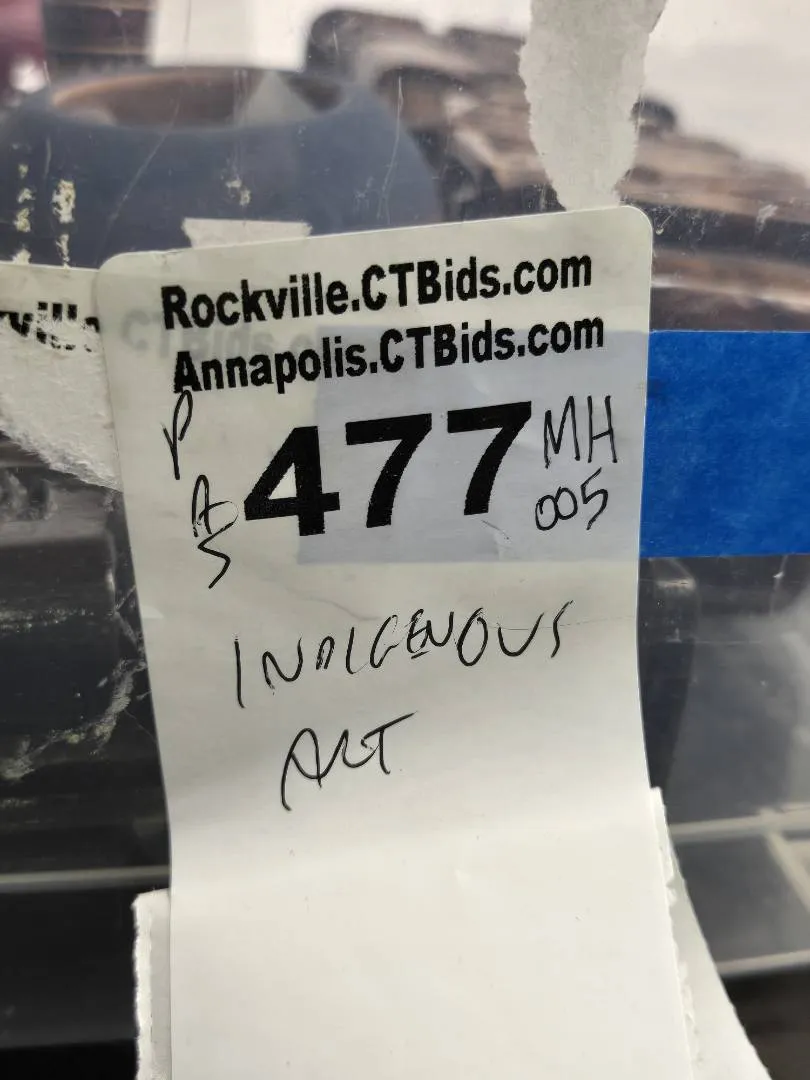 Rockville.CTBids.com
Annapolis.CTBids.com
P
A
S
477
MH
005
INDIGENOUS
ART